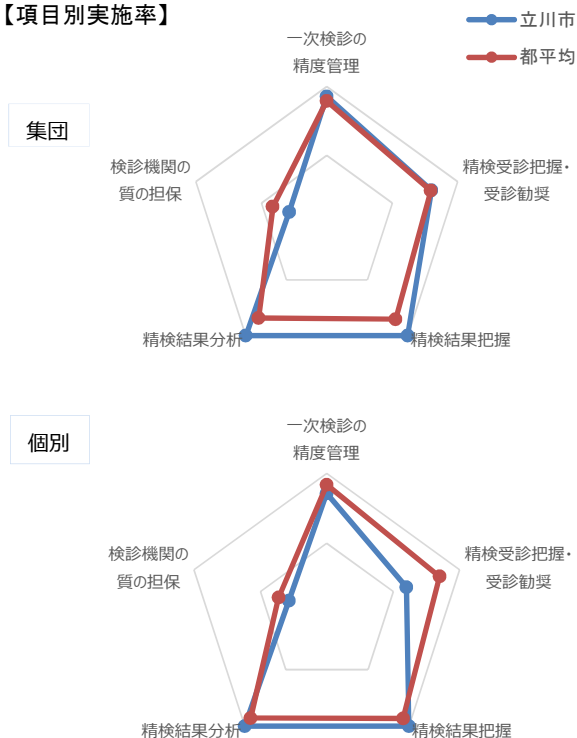 【項目別実施率】
立川市
都平均
集団
一次検診の
精度管理
精検受診把握・
受診勧奨
精検結果把握
精検結果分析
検診機関の
質の担保
個別
一次検診の
精度管理
精検受診把握・
受診勧奨
精検結果把握
精検結果分析
検診機関の
質の担保